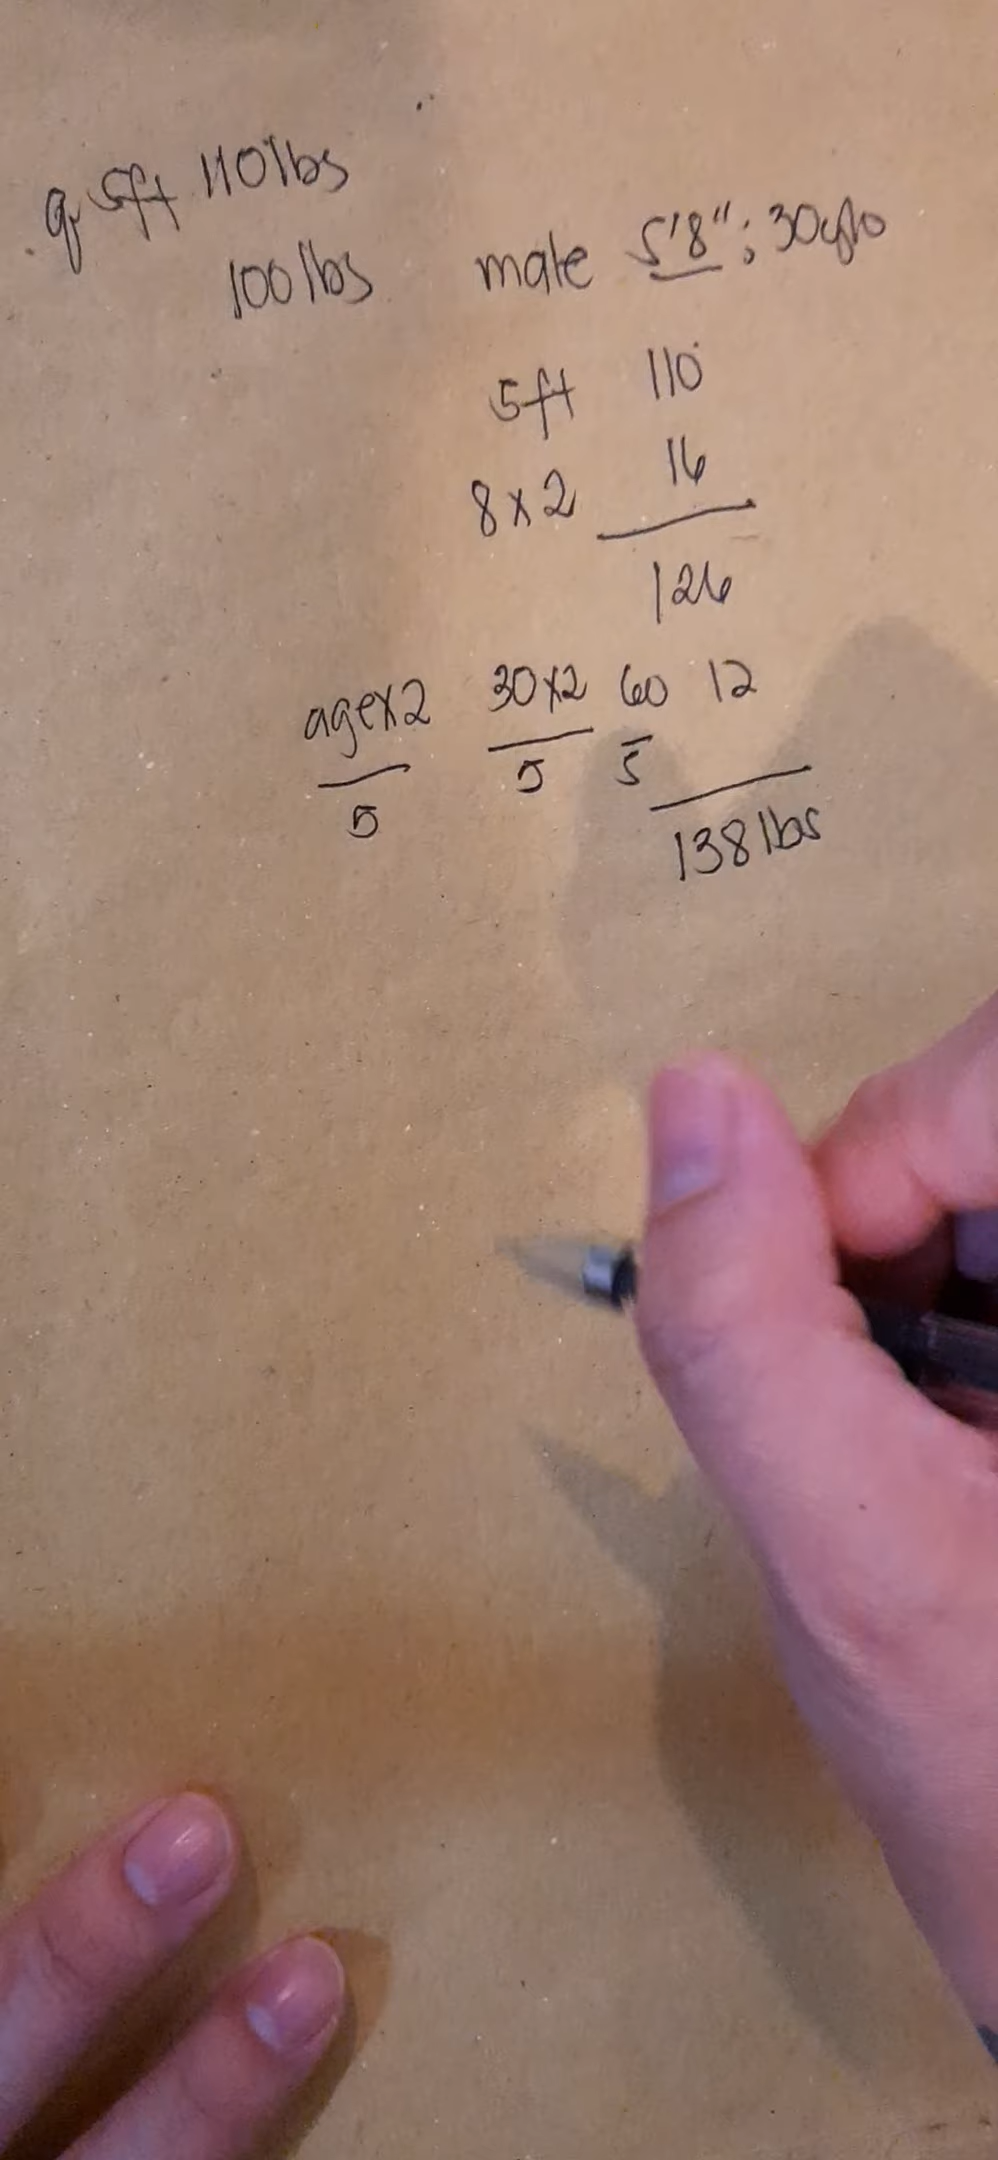 5ft 110lbs
100lbs
male 5'8"; 30y/o
5ft 110
8x2 16
126
agex2 30x2 60 12
5 5 5
138lbs